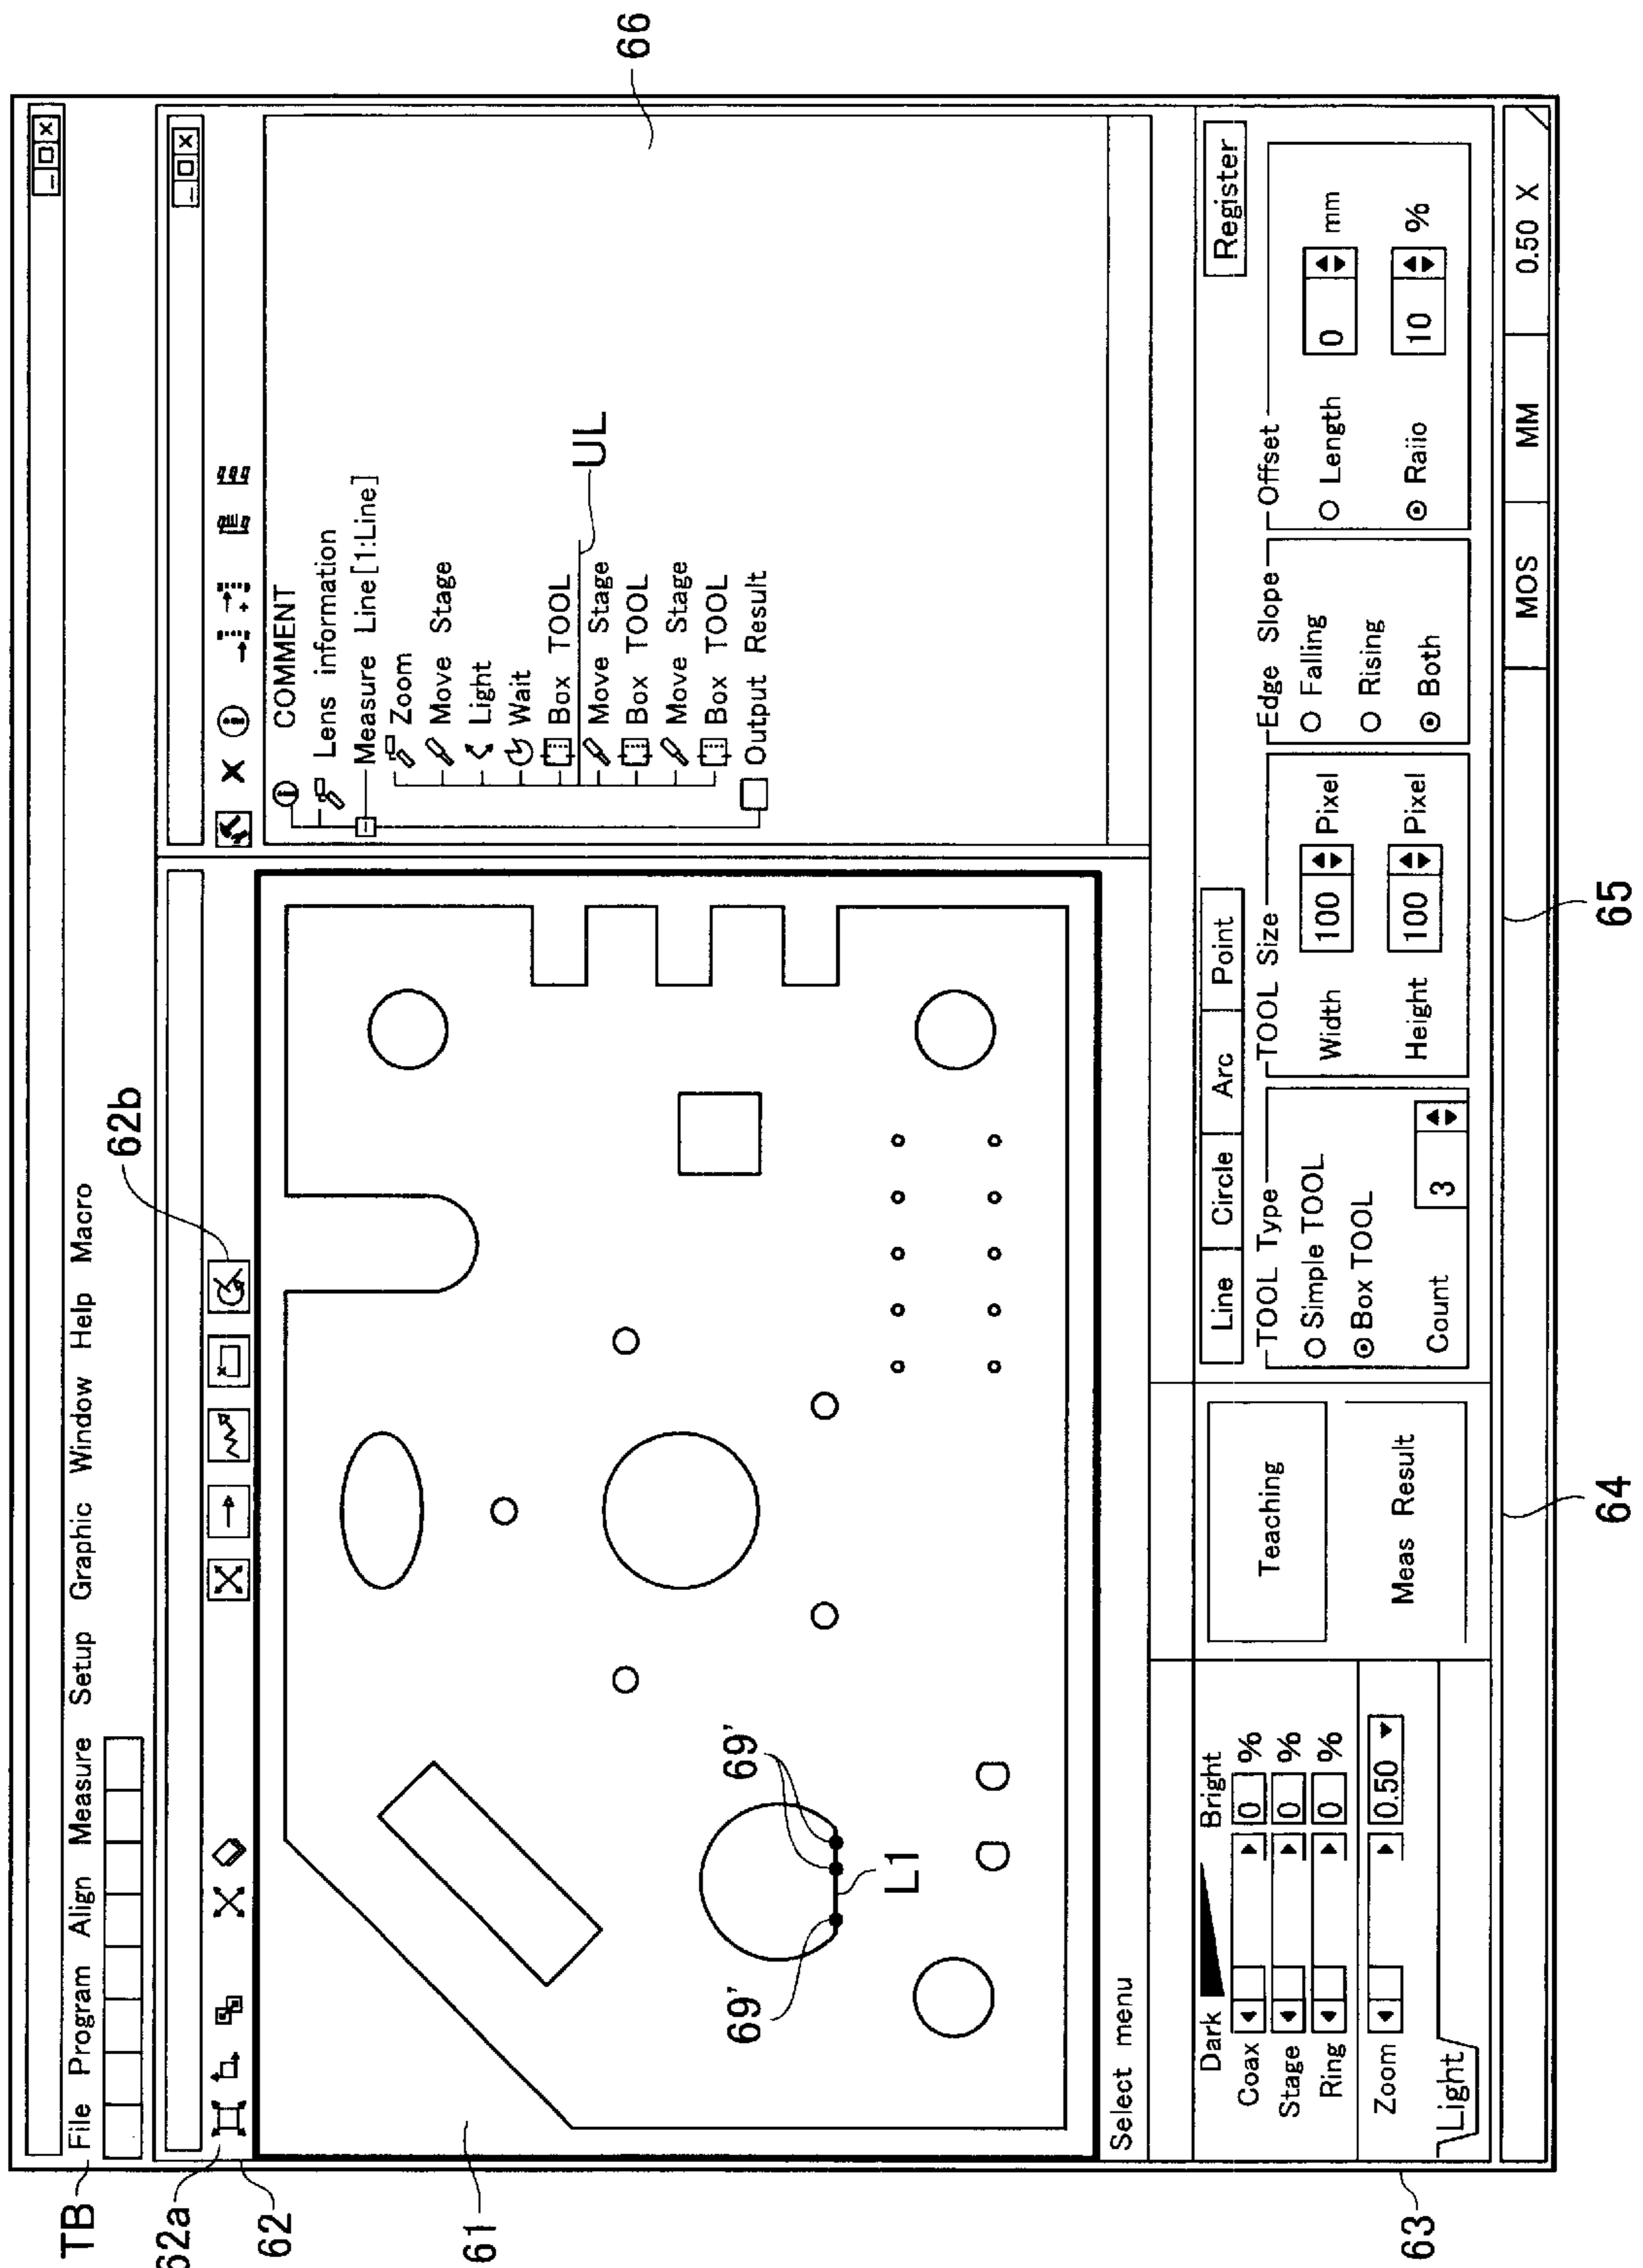 TB
File Program Align Measure Setup Graphic Window Help Macro
62a
62
62b
61
COMMENT
Lens information
Measure Line[1:Line]
Zoom
Move Stage
Light
Wait
Box TOOL
UL
Move Stage
Box TOOL
Move Stage
Box TOOL
Output Result
66
69'
69'
L1
Select menu
Dark
Bright
Coax
0 %
Stage
0 %
Ring
0 %
Zoom
0.50
Light
63
Teaching
Meas Result
64
Line Circle Arc Point
Register
TOOL Type
Simple TOOL
Box TOOL
Count
3
TOOL Size
Width
100
Pixel
Height
100
Pixel
Edge Slope
Falling
Rising
Both
Offset
Length
0
mm
Raiio
10
%
65
MOS
MM
0.50 X